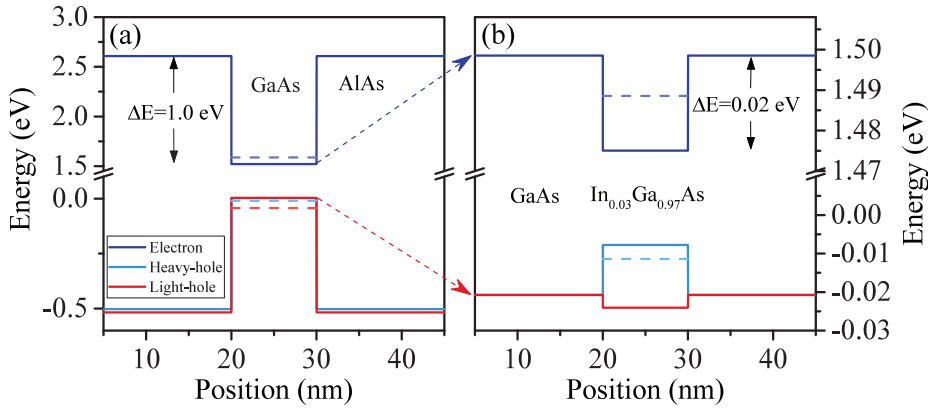 (a)
GaAs
AlAs
ΔE=1.0 eV
Electron
Heavy-hole
Light-hole
Energy (eV)
3.0
2.5
2.0
1.5
0.0
-0.5
10 20 30 40
Position (nm)
(b)
ΔE=0.02 eV
GaAs
In0.03Ga0.97As
1.50
1.49
1.48
1.47
0.00
-0.01
-0.02
-0.03
Energy (eV)
10 20 30 40
Position (nm)